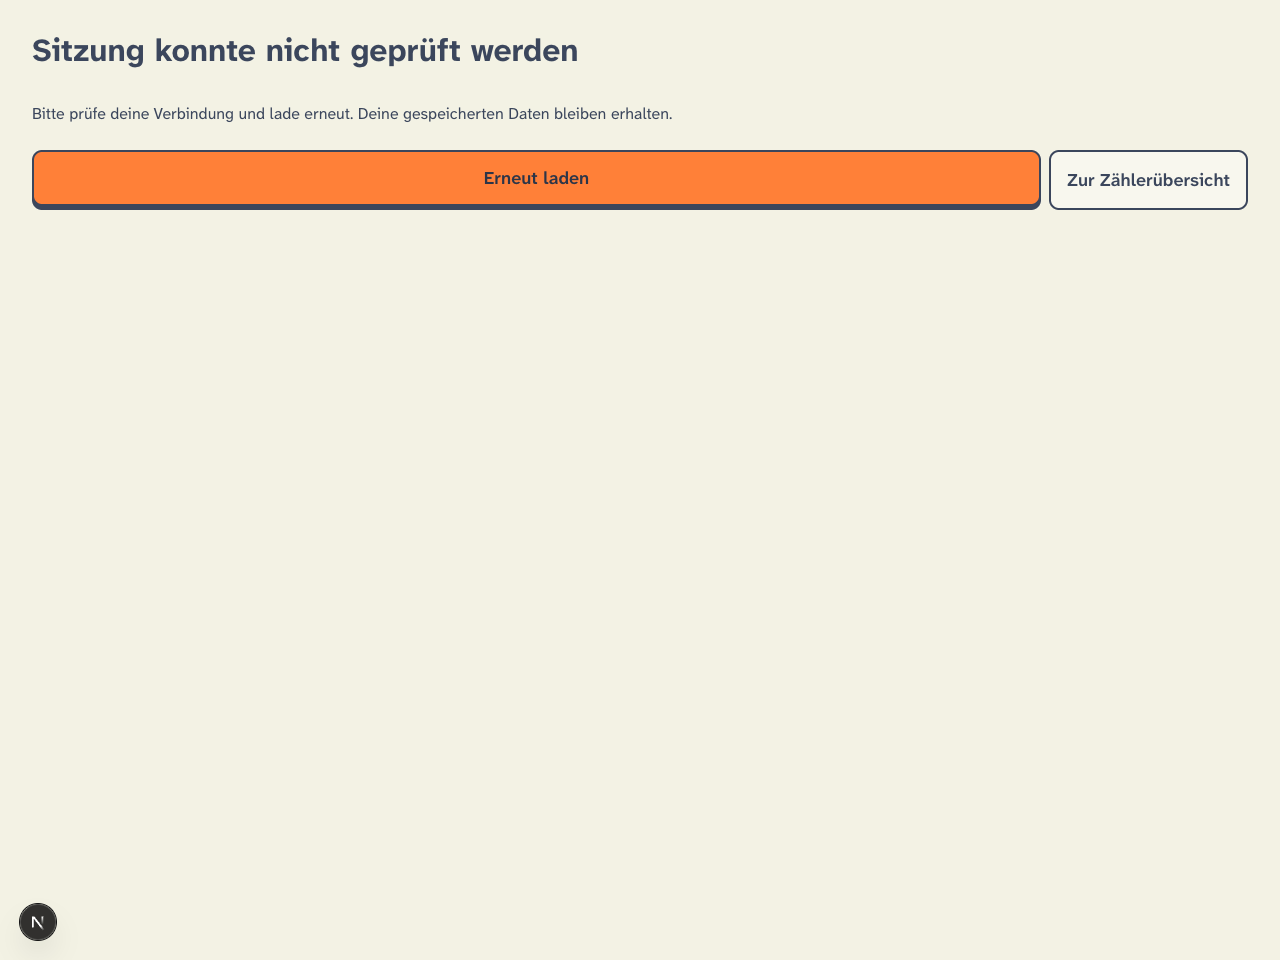 Sitzung konnte nicht geprüft werden
Bitte prüfe deine Verbindung und lade erneut. Deine gespeicherten Daten bleiben erhalten.
Erneut laden
Zur Zählerübersicht
N